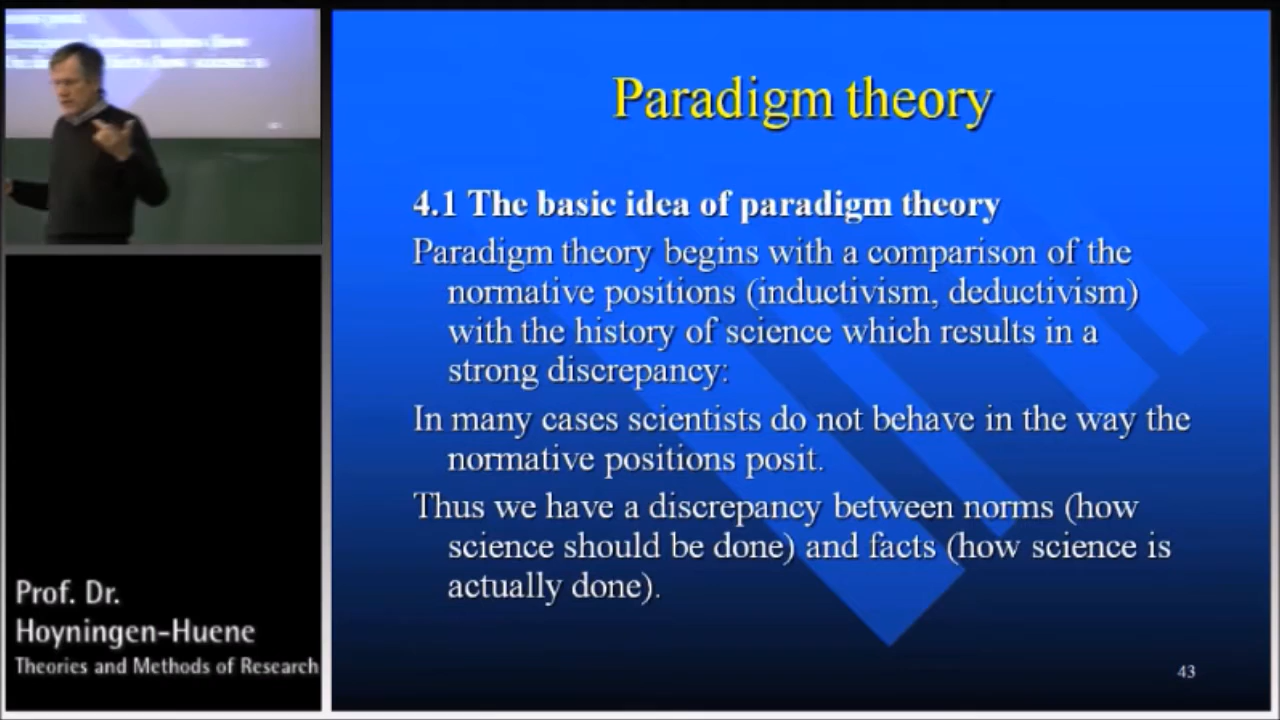 Paradigm theory
4.1 The basic idea of paradigm theory
Paradigm theory begins with a comparison of the
normative positions (inductivism, deductivism)
with the history of science which results in a
strong discrepancy:
In many cases scientists do not behave in the way the
normative positions posit.
Thus we have a discrepancy between norms (how
science should be done) and facts (how science is
actually done).
43
Prof. Dr.
Hoyningen-Huene
Theories and Methods of Research